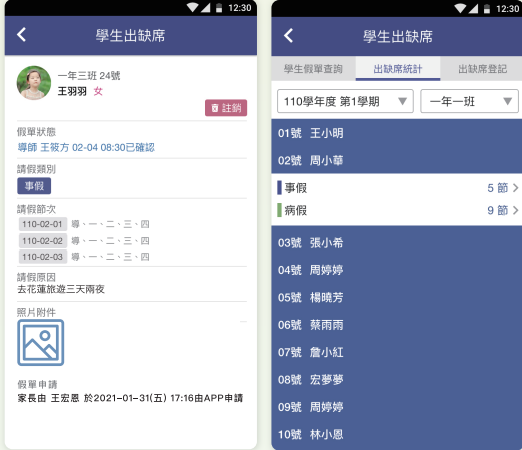 12:30
學生出缺席
一年三班 24號
王羽羽 女
註銷
假單狀態
導師 王筱方 02-04 08:30已確認
請假類別
事假
請假節次
110-02-01 導、一、二、三、四
110-02-02 導、一、二、三、四
110-02-03 導、一、二、三、四
請假原因
去花蓮旅遊三天兩夜
照片附件
假單申請
家長由 王宏恩 於2021-01-31(五) 17:16由APP申請
12:30
學生出缺席
學生假單查詢 出缺席統計 出缺席登記
110學年度 第1學期 一年一班
01號 王小明
02號 周小華
事假 5 節
病假 9 節
03號 張小希
04號 周婷婷
05號 楊曉芳
06號 蔡雨雨
07號 詹小紅
08號 宏夢夢
09號 周婷婷
10號 林小恩